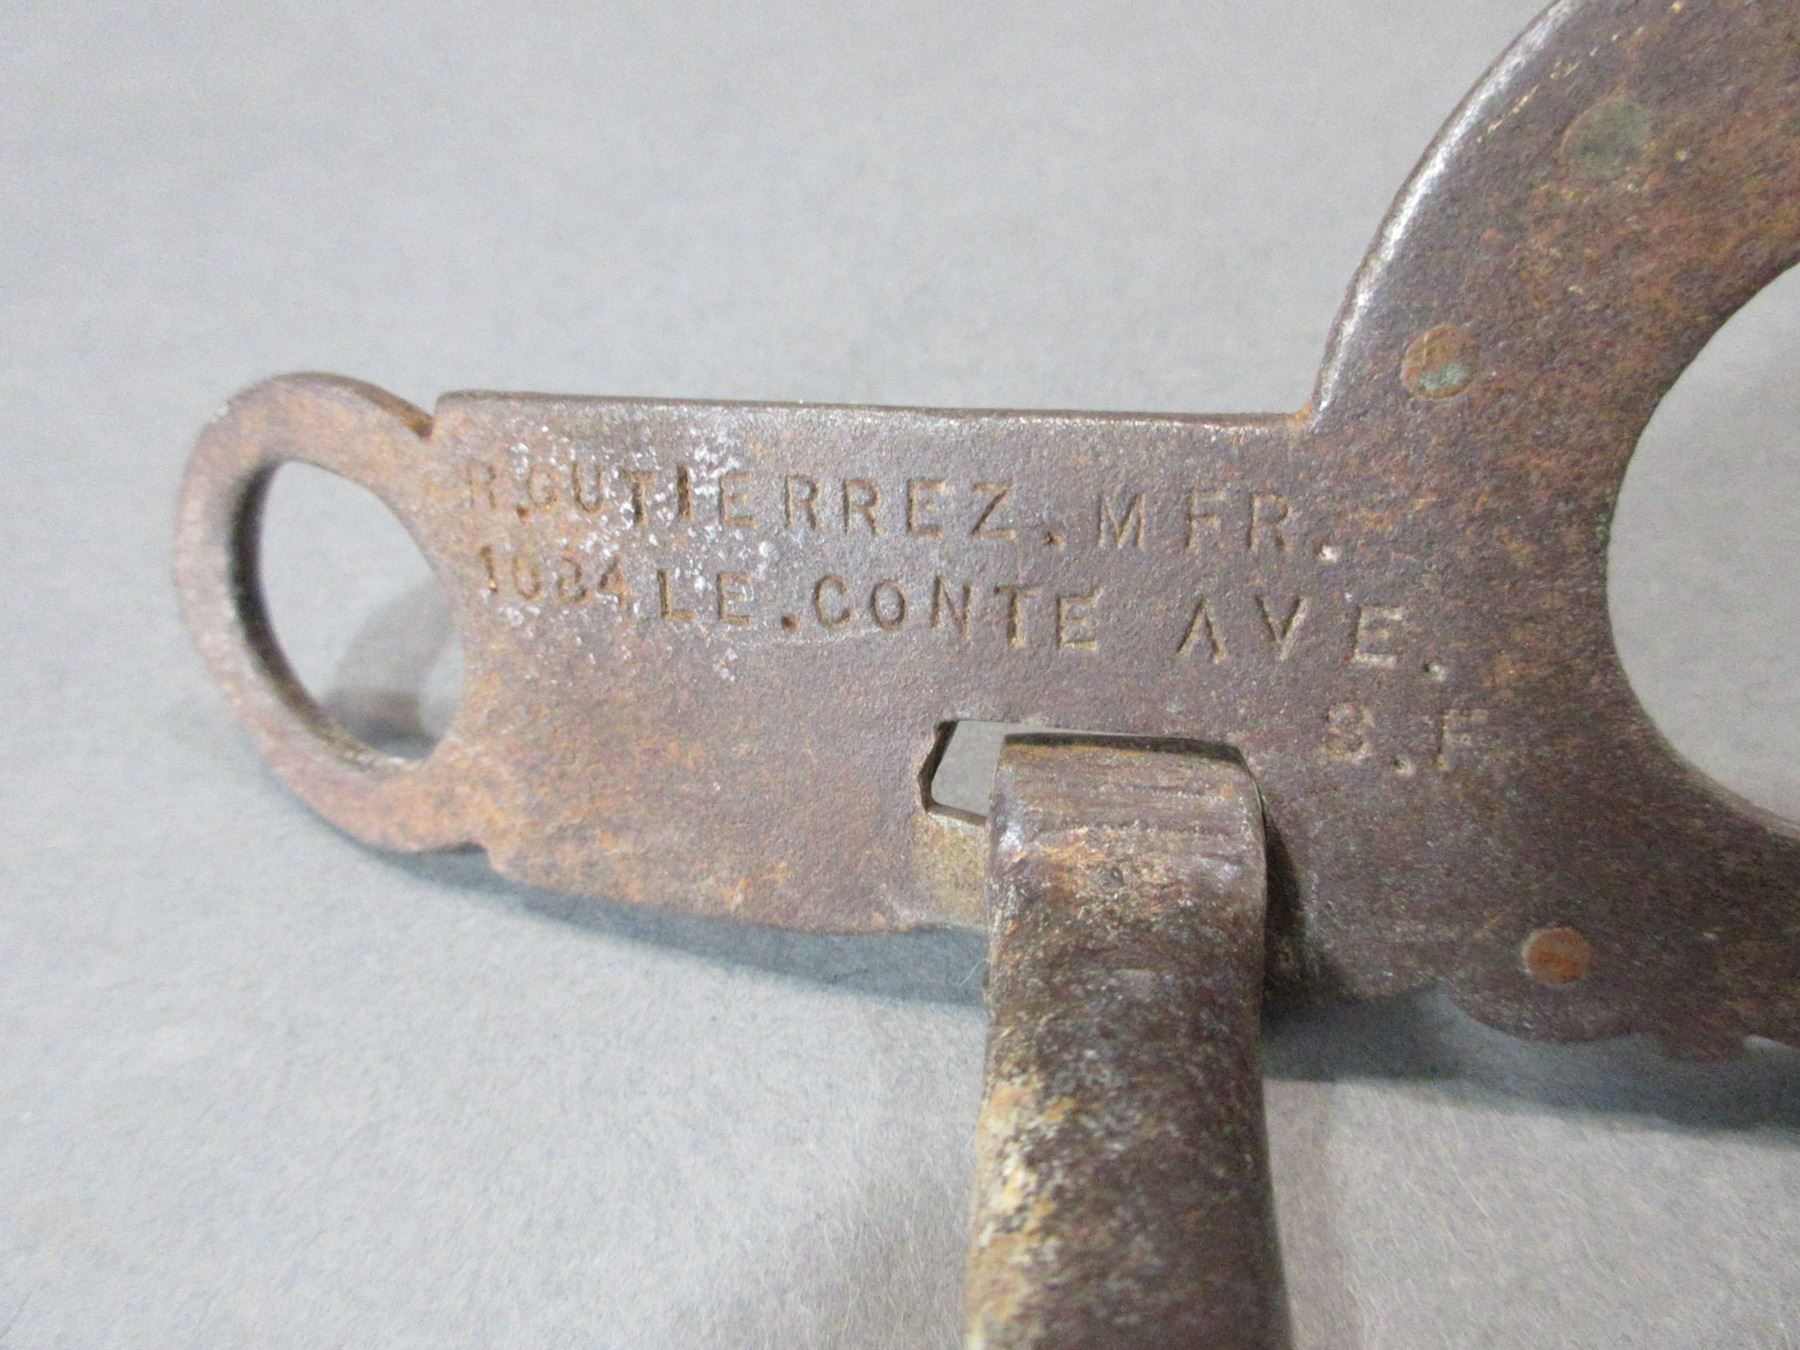 R.GUTIERREZ. MFR.
1084 LE.CONTE AVE.
S.F